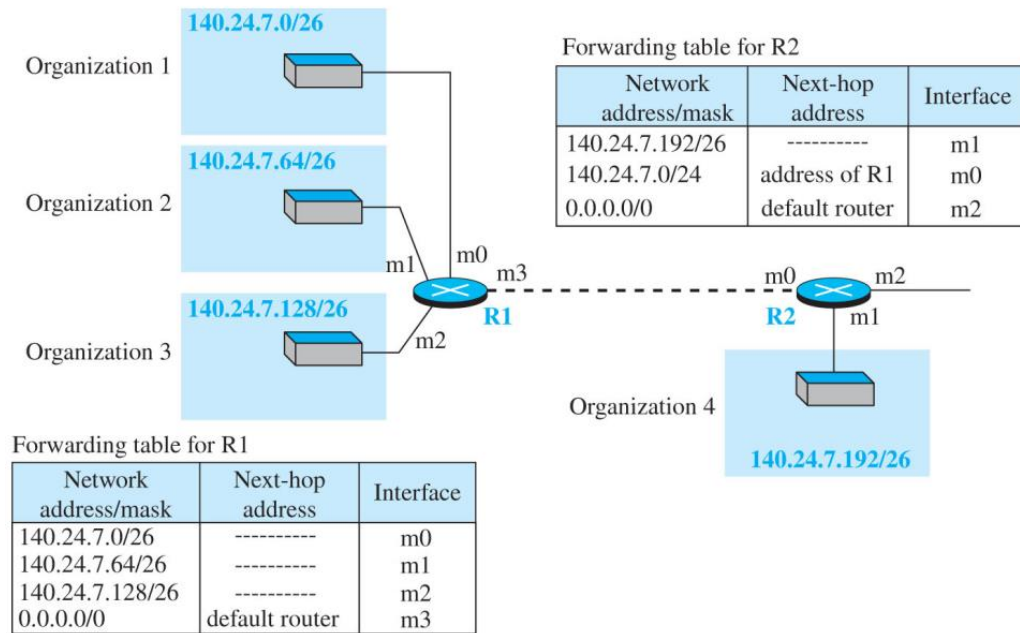 140.24.7.0/26
Organization 1
140.24.7.64/26
Organization 2
140.24.7.128/26
Organization 3
m0
m1
m2
m3
R1
m0
m2
R2
m1
Organization 4
140.24.7.192/26
Forwarding table for R2
Network address/mask Next-hop address Interface
140.24.7.192/26 ---------- m1
140.24.7.0/24 address of R1 m0
0.0.0.0/0 default router m2
Forwarding table for R1
Network address/mask Next-hop address Interface
140.24.7.0/26 ---------- m0
140.24.7.64/26 ---------- m1
140.24.7.128/26 ---------- m2
0.0.0.0/0 default router m3